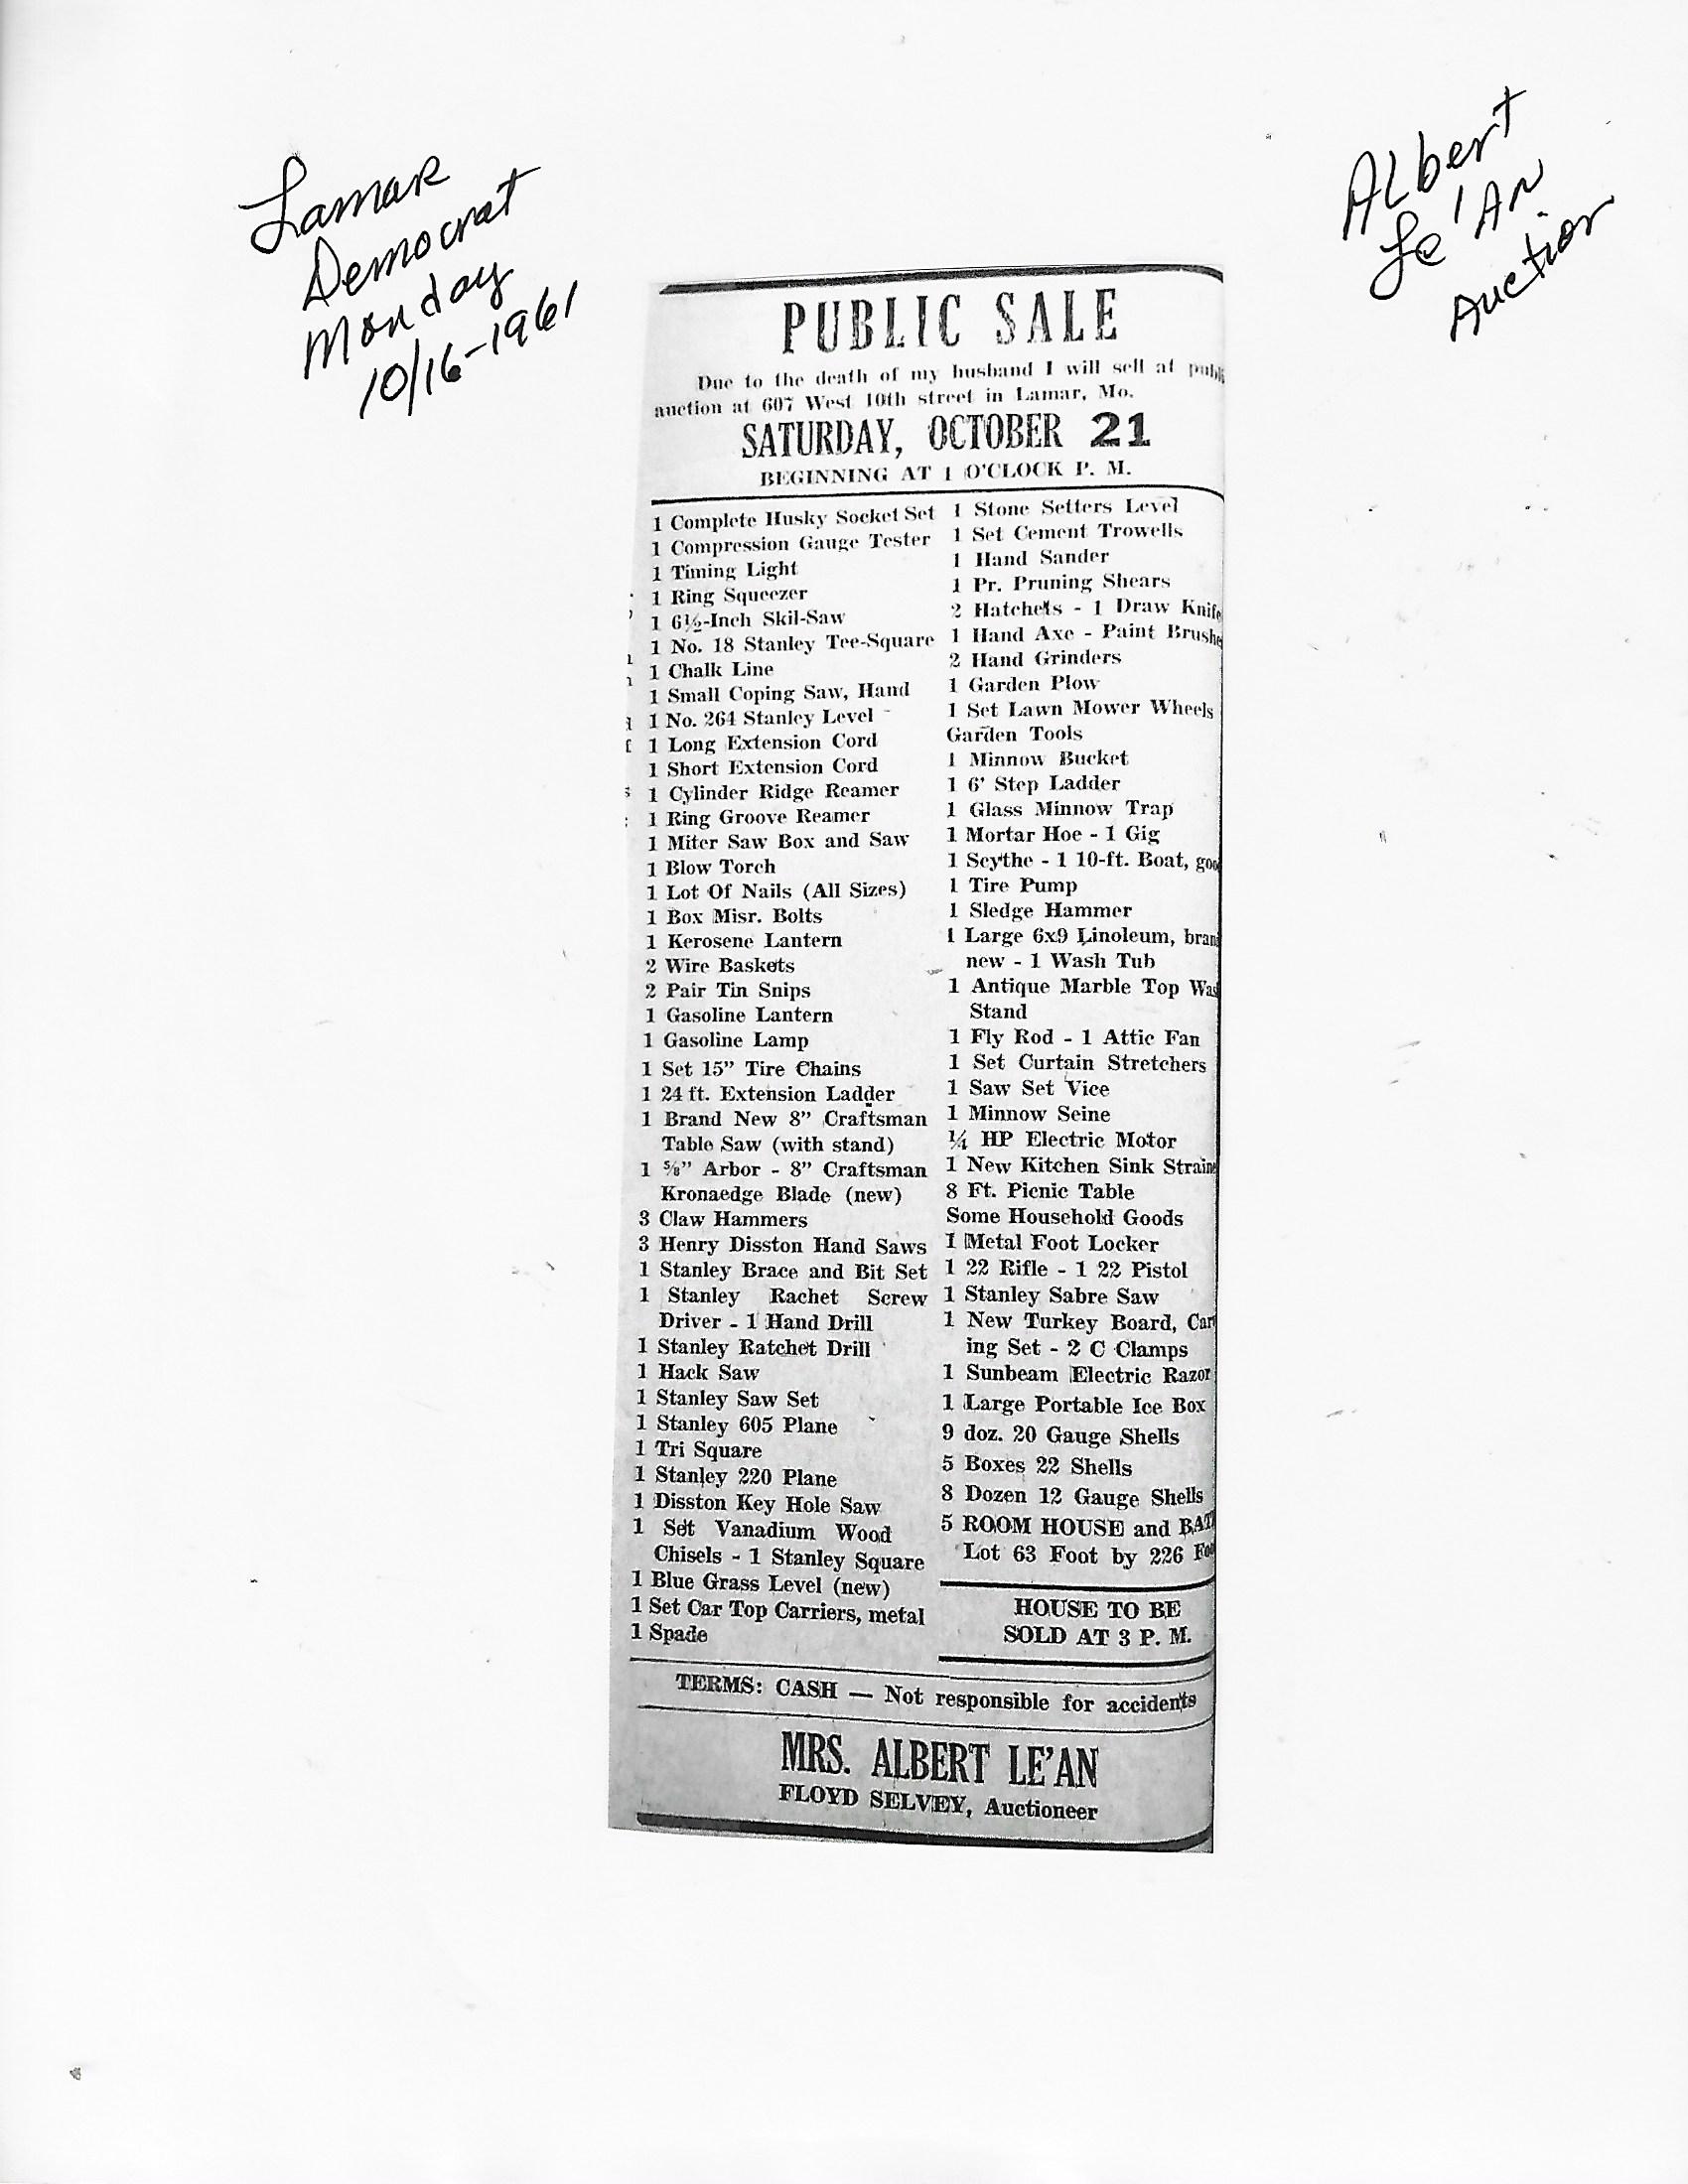 Lamar
Democrat
Monday
10/16-1961
Albert
Le'An
Auction
PUBLIC SALE
Due to the death of my husband I will sell at publi
auction at 607 West 10th street in Lamar, Mo.
SATURDAY, OCTOBER 21
BEGINNING AT 1 O'CLOCK P. M.
1 Complete Husky Socket Set
1 Compression Gauge Tester
1 Timing Light
1 Ring Squeezer
1 6½-Inch Skil-Saw
1 No. 18 Stanley Tee-Square
1 Chalk Line
1 Small Coping Saw, Hand
1 No. 264 Stanley Level
1 Long Extension Cord
1 Short Extension Cord
1 Cylinder Ridge Reamer
1 Ring Groove Reamer
1 Miter Saw Box and Saw
1 Blow Torch
1 Lot Of Nails (All Sizes)
1 Box Misr. Bolts
1 Kerosene Lantern
2 Wire Baskets
2 Pair Tin Snips
1 Gasoline Lantern
1 Gasoline Lamp
1 Set 15” Tire Chains
1 24 ft. Extension Ladder
1 Brand New 8” Craftsman
Table Saw (with stand)
1 ⅝” Arbor - 8” Craftsman
Kronaedge Blade (new)
3 Claw Hammers
3 Henry Disston Hand Saws
1 Stanley Brace and Bit Set
1 Stanley Rachet Screw
Driver - 1 Hand Drill
1 Stanley Ratchet Drill
1 Hack Saw
1 Stanley Saw Set
1 Stanley 605 Plane
1 Tri Square
1 Stanley 220 Plane
1 Disston Key Hole Saw
1 Set Vanadium Wood
Chisels - 1 Stanley Square
1 Blue Grass Level (new)
1 Set Car Top Carriers, metal
1 Spade
1 Stone Setters Level
1 Set Cement Trowells
1 Hand Sander
1 Pr. Pruning Shears
2 Hatchets - 1 Draw Knife
1 Hand Axe - Paint Brushe
2 Hand Grinders
1 Garden Plow
1 Set Lawn Mower Wheels
Garden Tools
1 Minnow Bucket
1 6' Step Ladder
1 Glass Minnow Trap
1 Mortar Hoe - 1 Gig
1 Scythe - 1 10-ft. Boat, goo
1 Tire Pump
1 Sledge Hammer
1 Large 6x9 Linoleum, bran
new - 1 Wash Tub
1 Antique Marble Top Was
Stand
1 Fly Rod - 1 Attic Fan
1 Set Curtain Stretchers
1 Saw Set Vice
1 Minnow Seine
¼ HP Electric Motor
1 New Kitchen Sink Straine
8 Ft. Picnic Table
Some Household Goods
1 Metal Foot Locker
1 22 Rifle - 1 22 Pistol
1 Stanley Sabre Saw
1 New Turkey Board, Car
ing Set - 2 C Clamps
1 Sunbeam Electric Razor
1 Large Portable Ice Box
9 doz. 20 Gauge Shells
5 Boxes 22 Shells
8 Dozen 12 Gauge Shells
5 ROOM HOUSE and BAT
Lot 63 Foot by 226 Foo
HOUSE TO BE
SOLD AT 3 P. M.
TERMS: CASH — Not responsible for accidents
MRS. ALBERT LE'AN
FLOYD SELVEY, Auctioneer